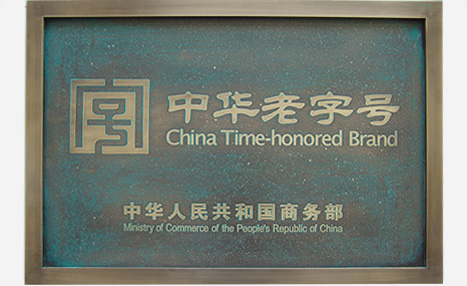 中华老字号
China Time-honored Brand
中华人民共和国商务部
Ministry of Commerce of the People's Republic of China